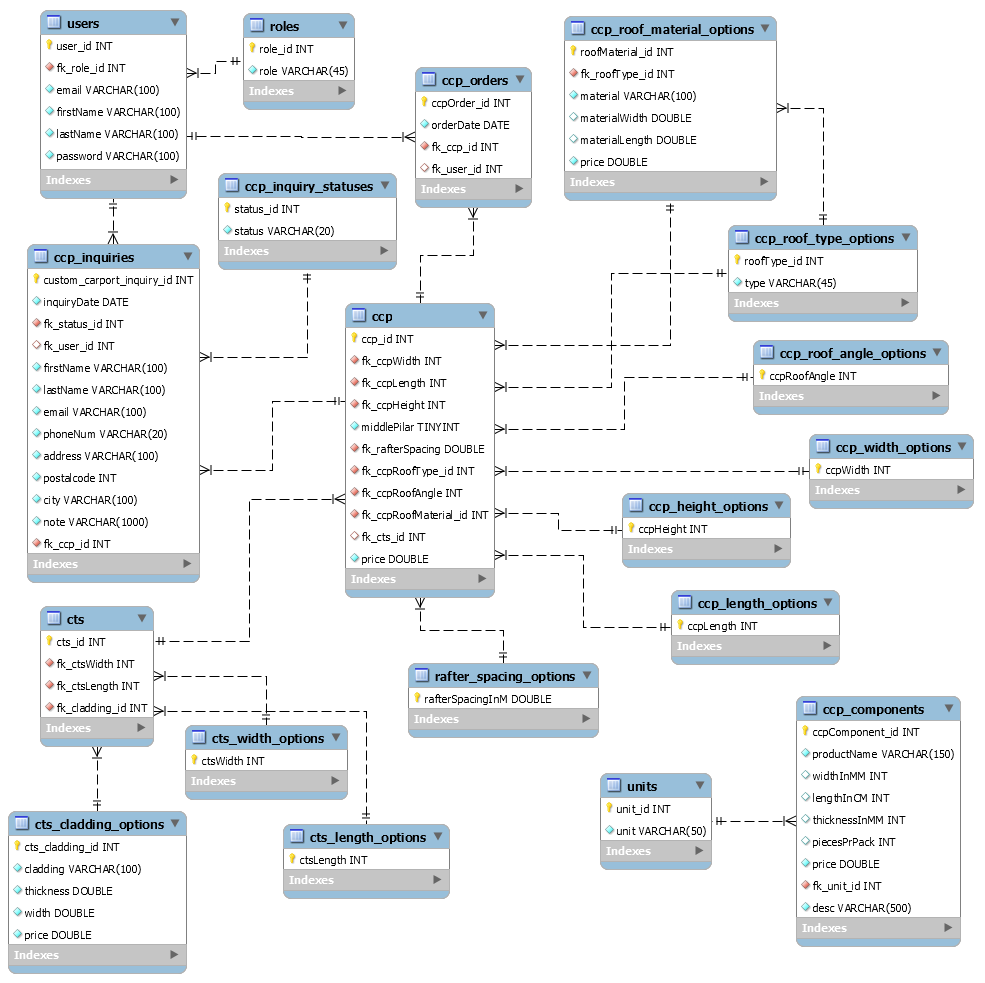 users
user_id INT
fk_role_id INT
email VARCHAR(100)
firstName VARCHAR(100)
lastName VARCHAR(100)
password VARCHAR(100)
Indexes
roles
role_id INT
role VARCHAR(45)
Indexes
ccp_orders
ccpOrder_id INT
orderDate DATE
fk_ccp_id INT
fk_user_id INT
Indexes
ccp_roof_material_options
roofMaterial_id INT
fk_roofType_id INT
material VARCHAR(100)
materialWidth DOUBLE
materialLength DOUBLE
price DOUBLE
Indexes
ccp_inquiry_statuses
status_id INT
status VARCHAR(20)
Indexes
ccp_roof_type_options
roofType_id INT
type VARCHAR(45)
Indexes
ccp_inquiries
custom_carport_inquiry_id INT
inquiryDate DATE
fk_status_id INT
fk_user_id INT
firstName VARCHAR(100)
lastName VARCHAR(100)
email VARCHAR(100)
phoneNum VARCHAR(20)
address VARCHAR(100)
postalcode INT
city VARCHAR(100)
note VARCHAR(1000)
fk_ccp_id INT
Indexes
ccp
ccp_id INT
fk_ccpWidth INT
fk_ccpLength INT
fk_ccpHeight INT
middlePilar TINYINT
fk_rafterSpacing DOUBLE
fk_ccpRoofType_id INT
fk_ccpRoofAngle INT
fk_ccpRoofMaterial_id INT
fk_cts_id INT
price DOUBLE
Indexes
ccp_roof_angle_options
ccpRoofAngle INT
Indexes
ccp_width_options
ccpWidth INT
Indexes
ccp_height_options
ccpHeight INT
Indexes
ccp_length_options
ccpLength INT
Indexes
cts
cts_id INT
fk_ctsWidth INT
fk_ctsLength INT
fk_cladding_id INT
Indexes
rafter_spacing_options
rafterSpacingInM DOUBLE
Indexes
cts_width_options
ctsWidth INT
Indexes
ccp_components
ccpComponent_id INT
productName VARCHAR(150)
widthInMM INT
lengthInCM INT
thicknessInMM INT
piecesPrPack INT
price DOUBLE
fk_unit_id INT
desc VARCHAR(500)
Indexes
units
unit_id INT
unit VARCHAR(50)
Indexes
cts_cladding_options
cts_cladding_id INT
cladding VARCHAR(100)
thickness DOUBLE
width DOUBLE
price DOUBLE
Indexes
cts_length_options
ctsLength INT
Indexes